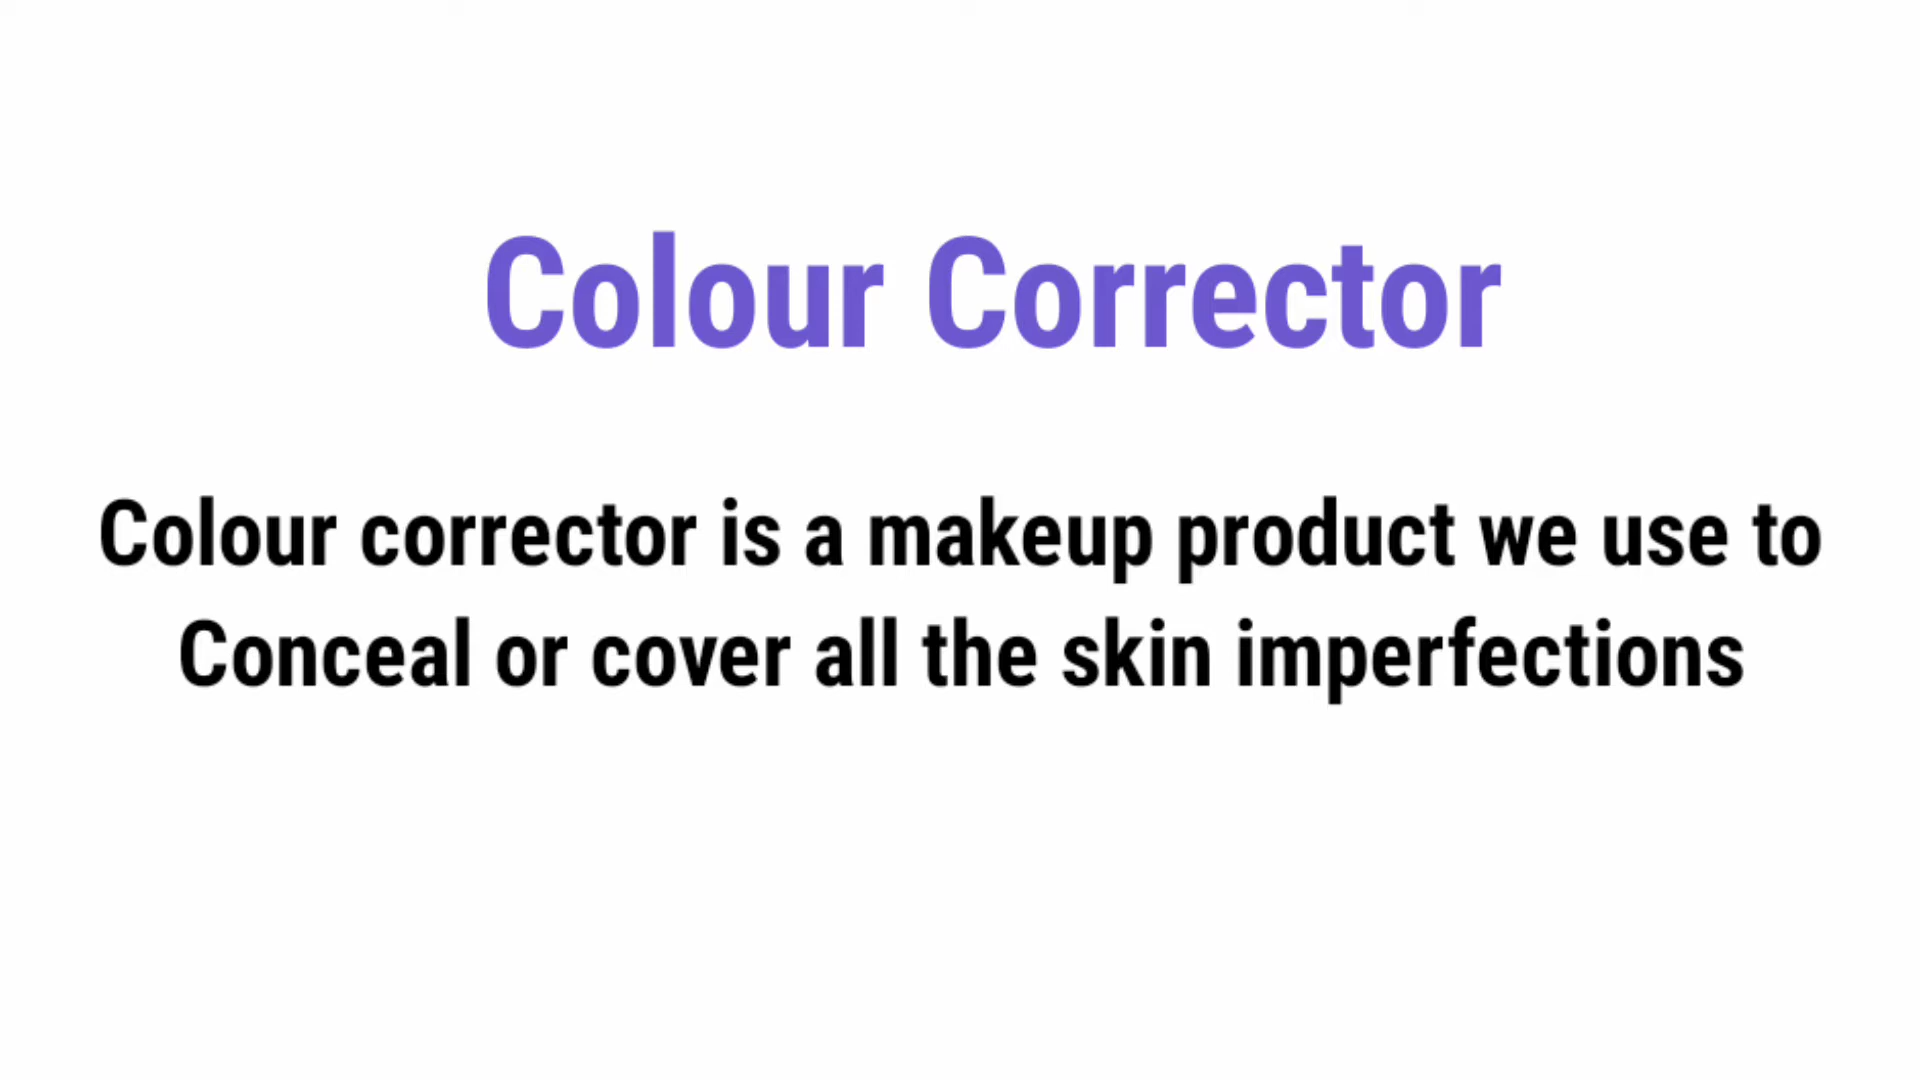 Colour Corrector
Colour corrector is a makeup product we use to
Conceal or cover all the skin imperfections